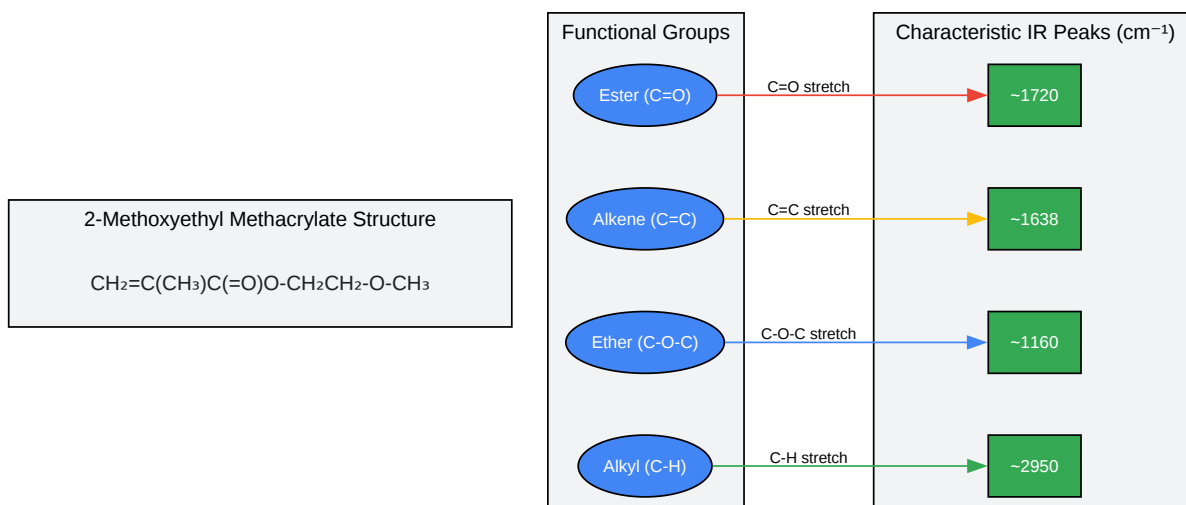 2-Methoxyethyl Methacrylate Structure
CH₂=C(CH₃)C(=O)O-CH₂CH₂-O-CH₃
Functional Groups
Characteristic IR Peaks (cm⁻¹)
Ester (C=O)
C=O stretch
~1720
Alkene (C=C)
C=C stretch
~1638
Ether (C-O-C)
C-O-C stretch
~1160
Alkyl (C-H)
C-H stretch
~2950